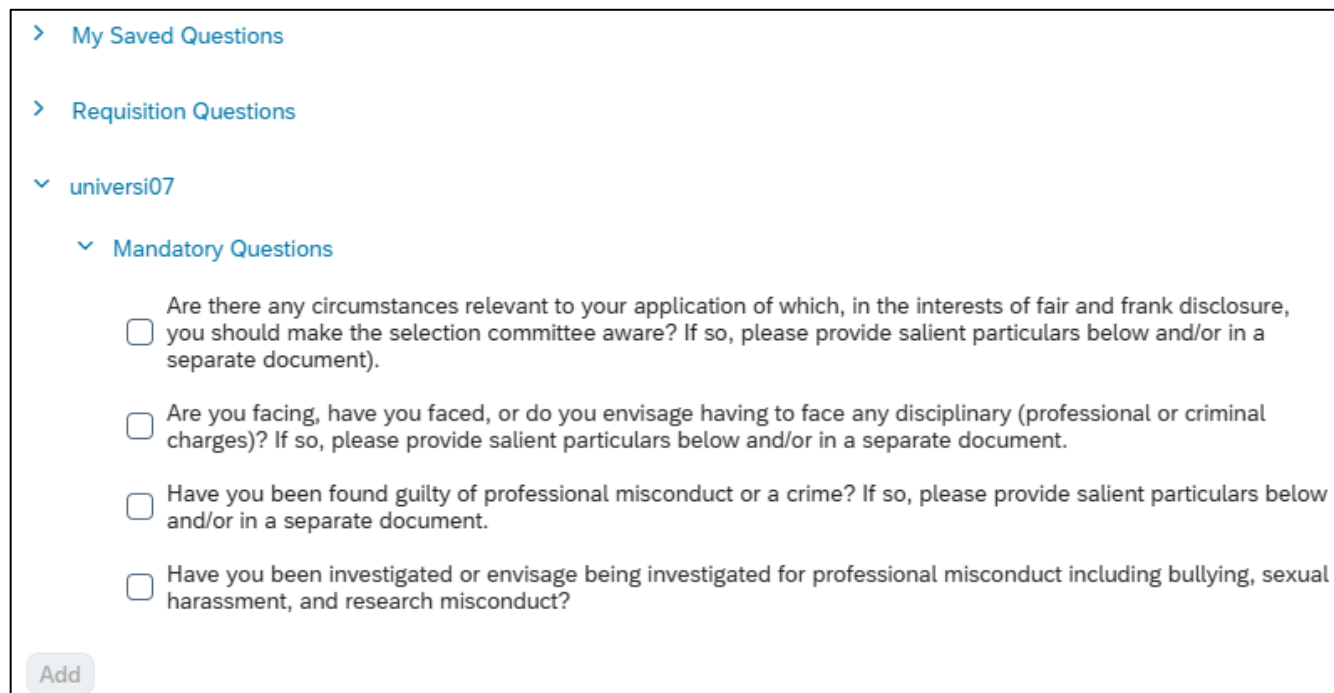 My Saved Questions
Requisition Questions
universi07
Mandatory Questions
Are there any circumstances relevant to your application of which, in the interests of fair and frank disclosure,
you should make the selection committee aware? If so, please provide salient particulars below and/or in a
separate document).
Are you facing, have you faced, or do you envisage having to face any disciplinary (professional or criminal
charges)? If so, please provide salient particulars below and/or in a separate document.
Have you been found guilty of professional misconduct or a crime? If so, please provide salient particulars below
and/or in a separate document.
Have you been investigated or envisage being investigated for professional misconduct including bullying, sexual
harassment, and research misconduct?
Add